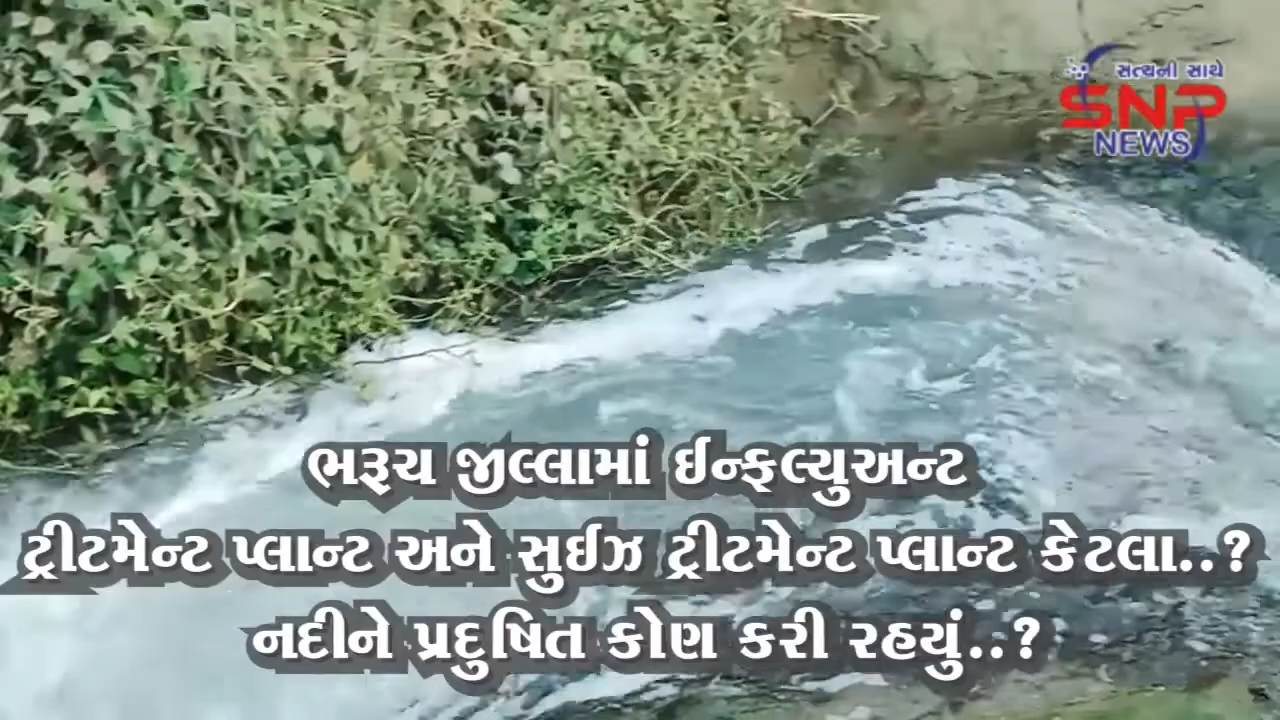 સત્યની સાથે
SNP
NEWS
ભરૂચ જીલ્લામાં ઈન્ફલ્યુઅન્ટ
ટ્રીટમેન્ટ પ્લાન્ટ અને સુઈઝ ટ્રીટમેન્ટ પ્લાન્ટ કેટલા..?
નદીને પ્રદુષિત કોણ કરી રહયું..?